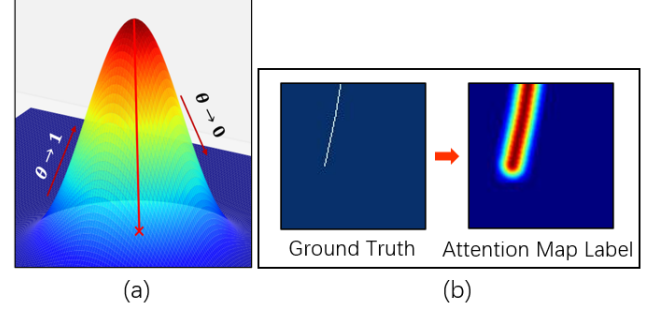 θ → 1
θ → 0
Ground Truth
Attention Map Label
(a)
(b)